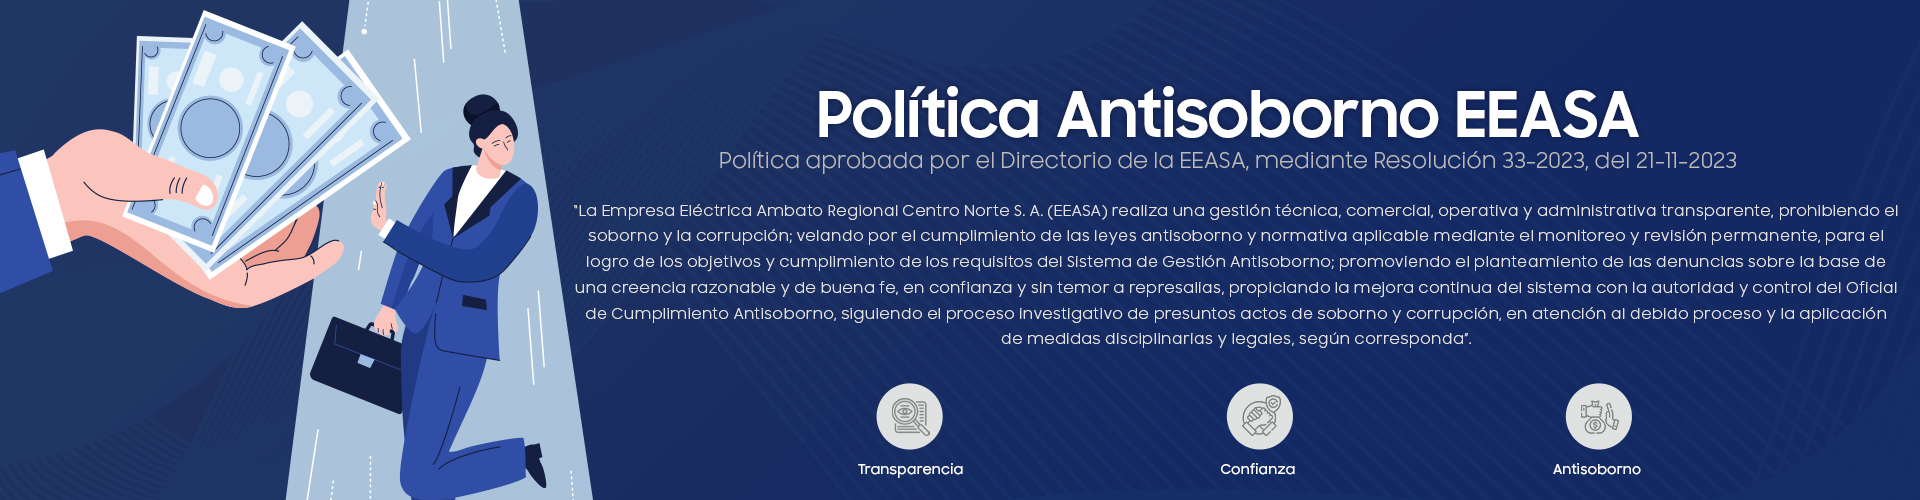 Política Antisoborno EEASA
Política aprobada por el Directorio de la EEASA, mediante Resolución 33-2023, del 21-11-2023
“La Empresa Eléctrica Ambato Regional Centro Norte S. A. (EEASA) realiza una gestión técnica, comercial, operativa y administrativa transparente, prohibiendo el
soborno y la corrupción; velando por el cumplimiento de las leyes antisoborno y normativa aplicable mediante el monitoreo y revisión permanente, para el
logro de los objetivos y cumplimiento de los requisitos del Sistema de Gestión Antisoborno; promoviendo el planteamiento de las denuncias sobre la base de
una creencia razonable y de buena fe, en confianza y sin temor a represalias, propiciando la mejora continua del sistema con la autoridad y control del Oficial
de Cumplimiento Antisoborno, siguiendo el proceso investigativo de presuntos actos de soborno y corrupción, en atención al debido proceso y la aplicación
de medidas disciplinarias y legales, según corresponda”.
Transparencia
Confianza
Antisoborno